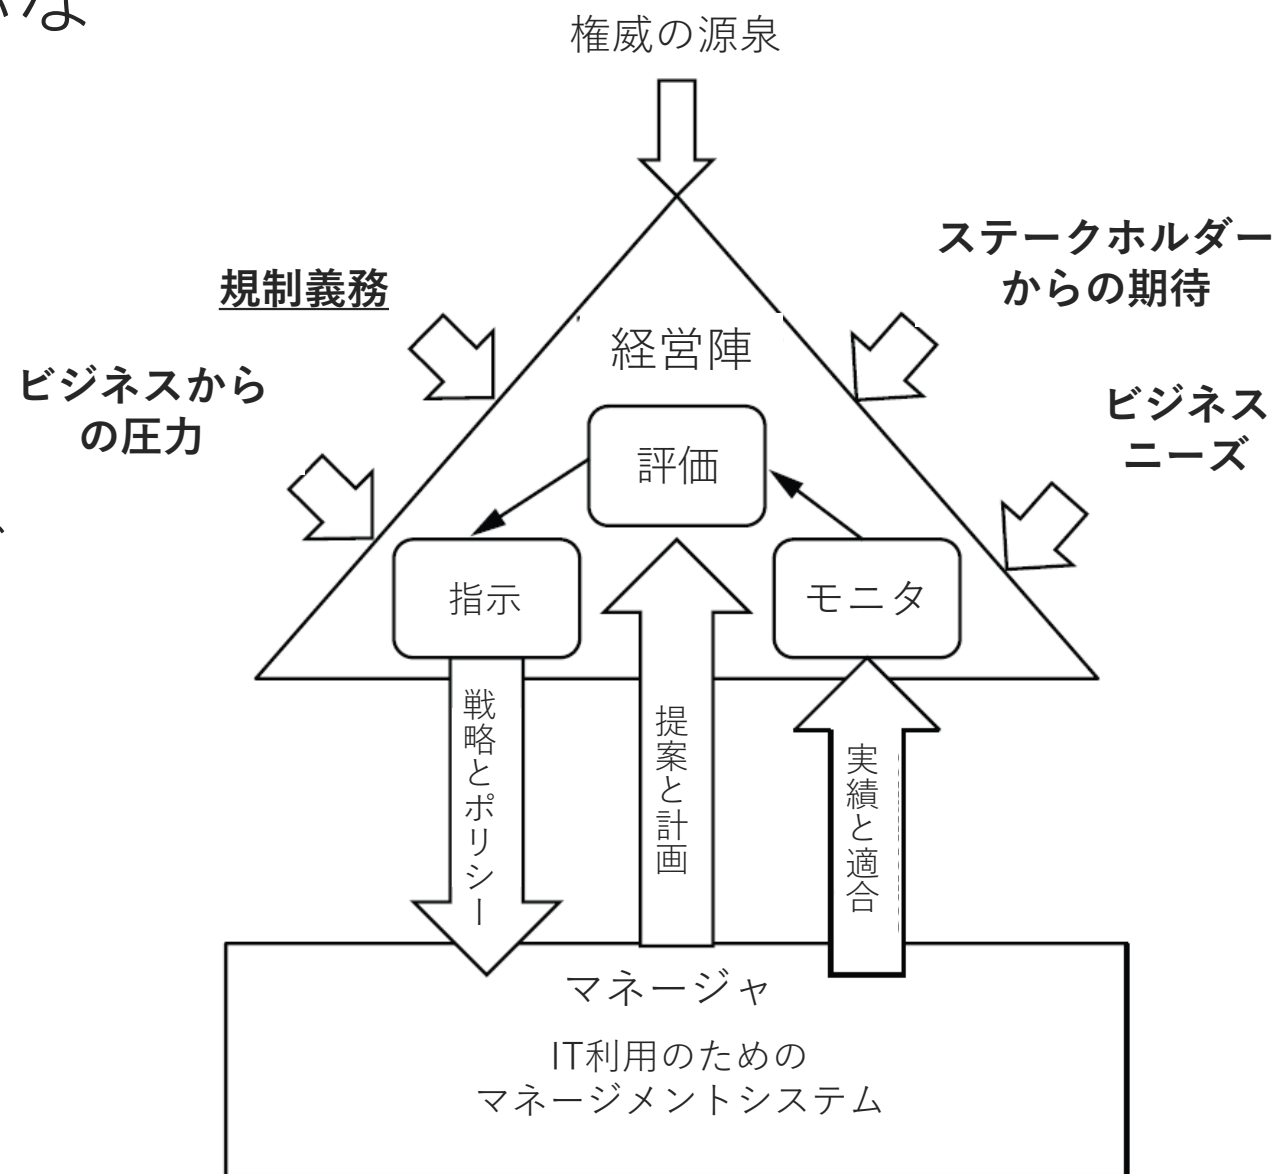 な
権威の源泉
規制義務
ステークホルダー
からの期待
ビジネスから
の圧力
ビジネス
ニーズ
経営陣
評価
指示
モニタ
戦略とポリシー
提案と計画
実績と適合
マネージャ
IT利用のための
マネージメントシステム